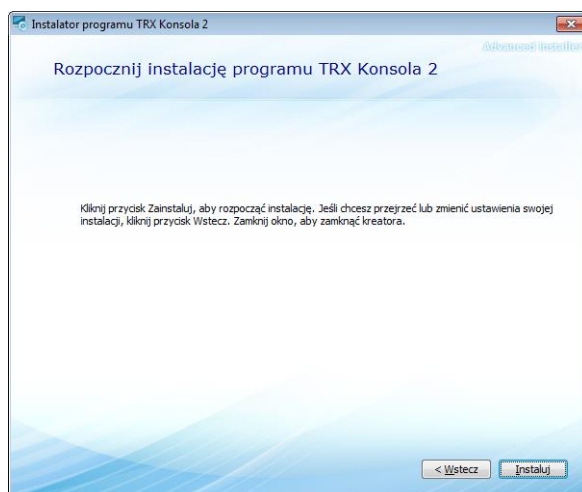 Instalator programu TRX Konsola 2
Advanced Installer
Rozpocznij instalację programu TRX Konsola 2
Kliknij przycisk Zainstaluj, aby rozpocząć instalację. Jeśli chcesz przejrzeć lub zmienić ustawienia swojej
instalacji, kliknij przycisk Wstecz. Zamknij okno, aby zamknąć kreatora.
< Wstecz
Instaluj